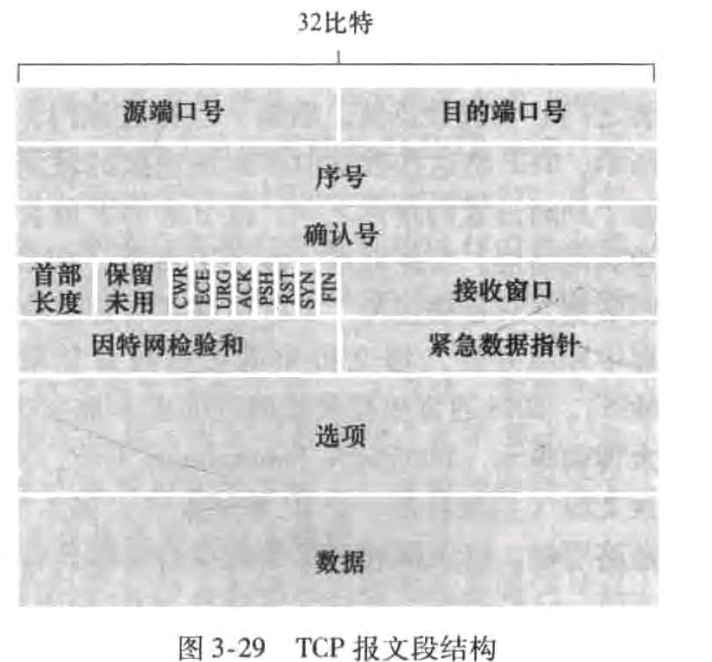 32比特
源端口号 目的端口号
序号
确认号
首部长度 保留未用 CWR ECE URG ACK PSH RST SYN FIN 接收窗口
因特网检验和 紧急数据指针
选项
数据
图 3-29 TCP 报文段结构